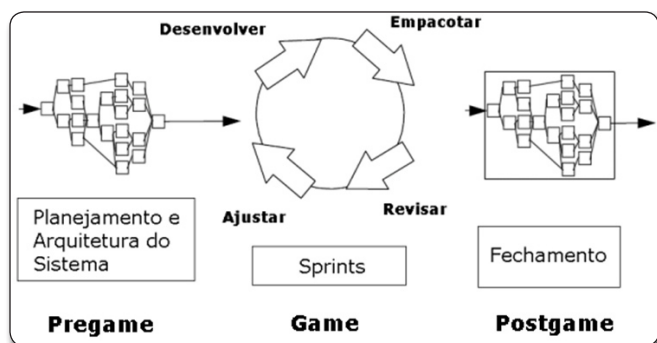 Desenvolver
Empacotar
Ajustar
Revisar
Planejamento e
Arquitetura do
Sistema
Sprints
Fechamento
Pregame
Game
Postgame